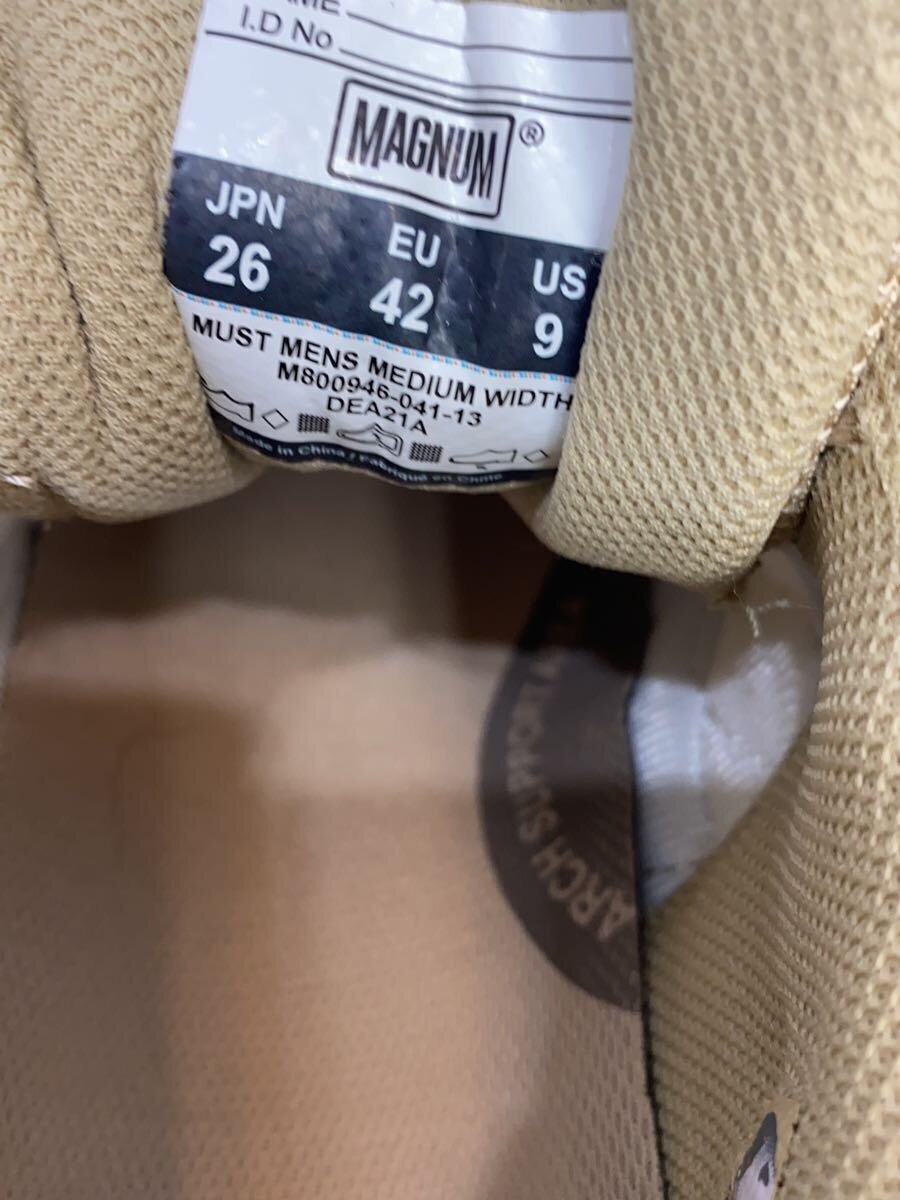 I.D No
MAGNUM®
JPN EU US
26 42 9
MUST MENS MEDIUM WIDTH
M800946-041-13
DEA21A
Made in China / Fabriqué en Chine
ARCH SUPPORT